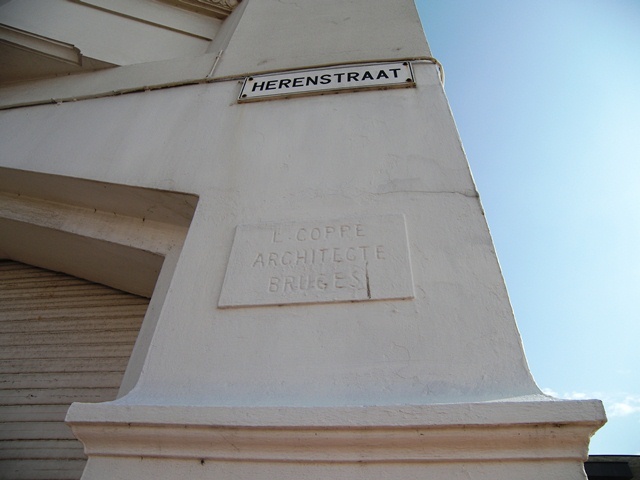 HERENSTRAAT
L. COPPE
ARCHITECTE
BRUGES